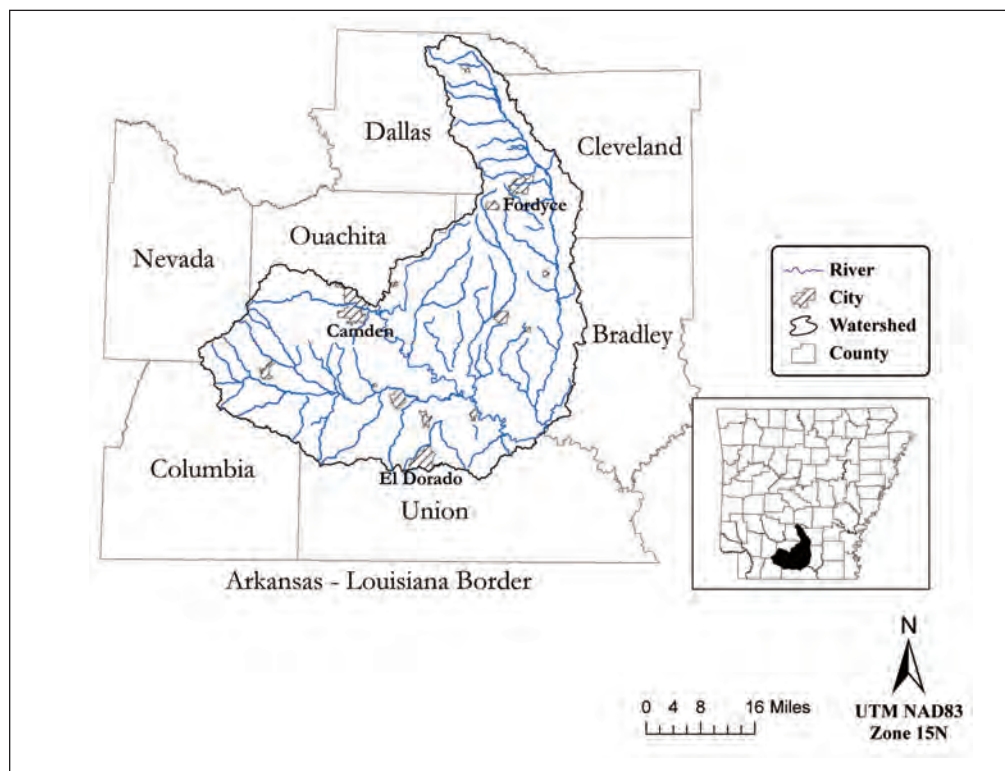 Dallas
Cleveland
Fordyce
Ouachita
Nevada
Camden
Bradley
Columbia
El Dorado
Union
Arkansas - Louisiana Border
River
City
Watershed
County
N
0 4 8 16 Miles
UTM NAD83
Zone 15N